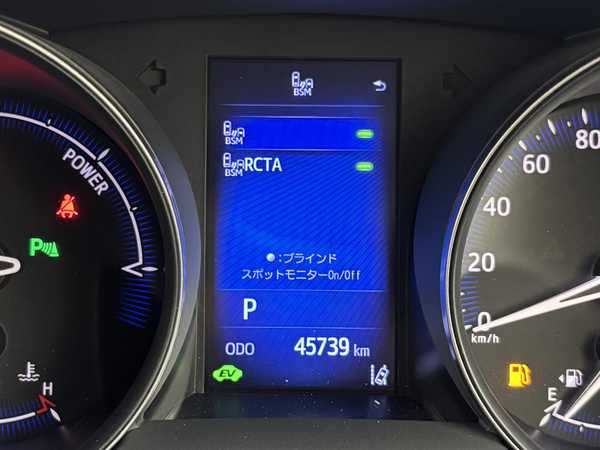 BSM
BSM
BSM RCTA
●:ブラインド
スポットモニターOn/Off
P
ODO 45739 km
EV
POWER
P
H
80
60
40
20
0
km/h
E